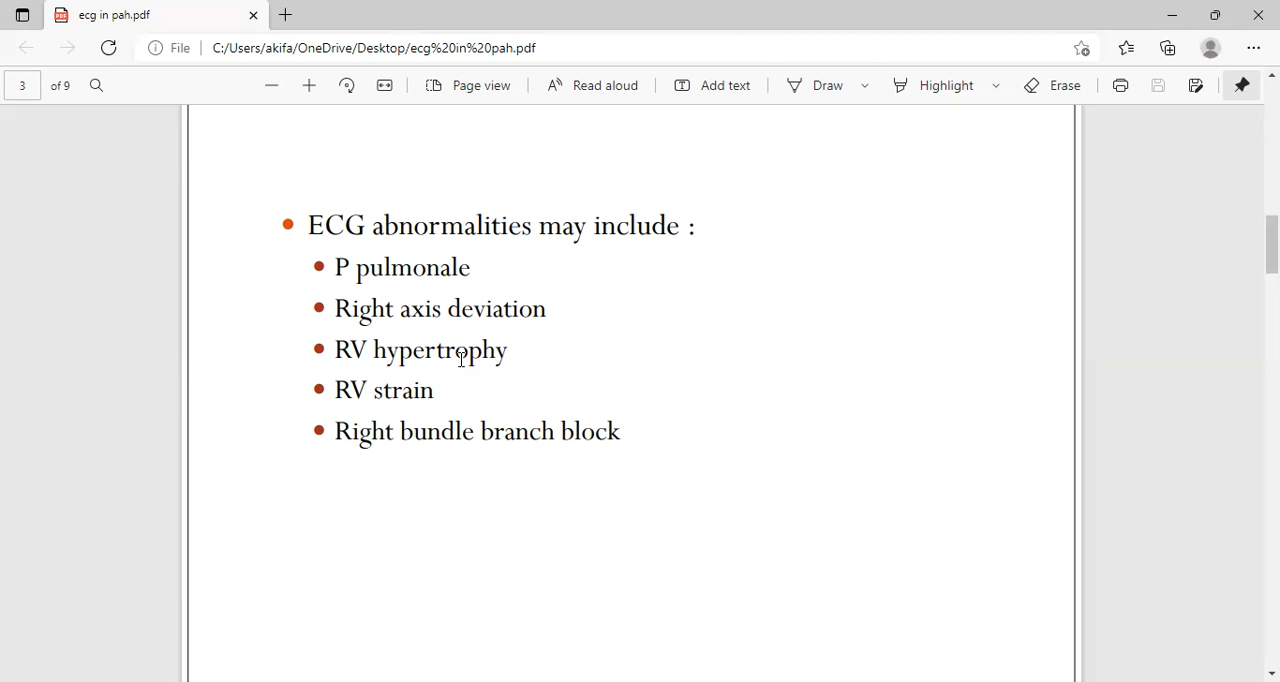 ecg in pah.pdf
File C:/Users/akifa/OneDrive/Desktop/ecg%20in%20pah.pdf
3 of 9 Page view Read aloud Add text Draw Highlight Erase
ECG abnormalities may include :
P pulmonale
Right axis deviation
RV hypertrophy
RV strain
Right bundle branch block